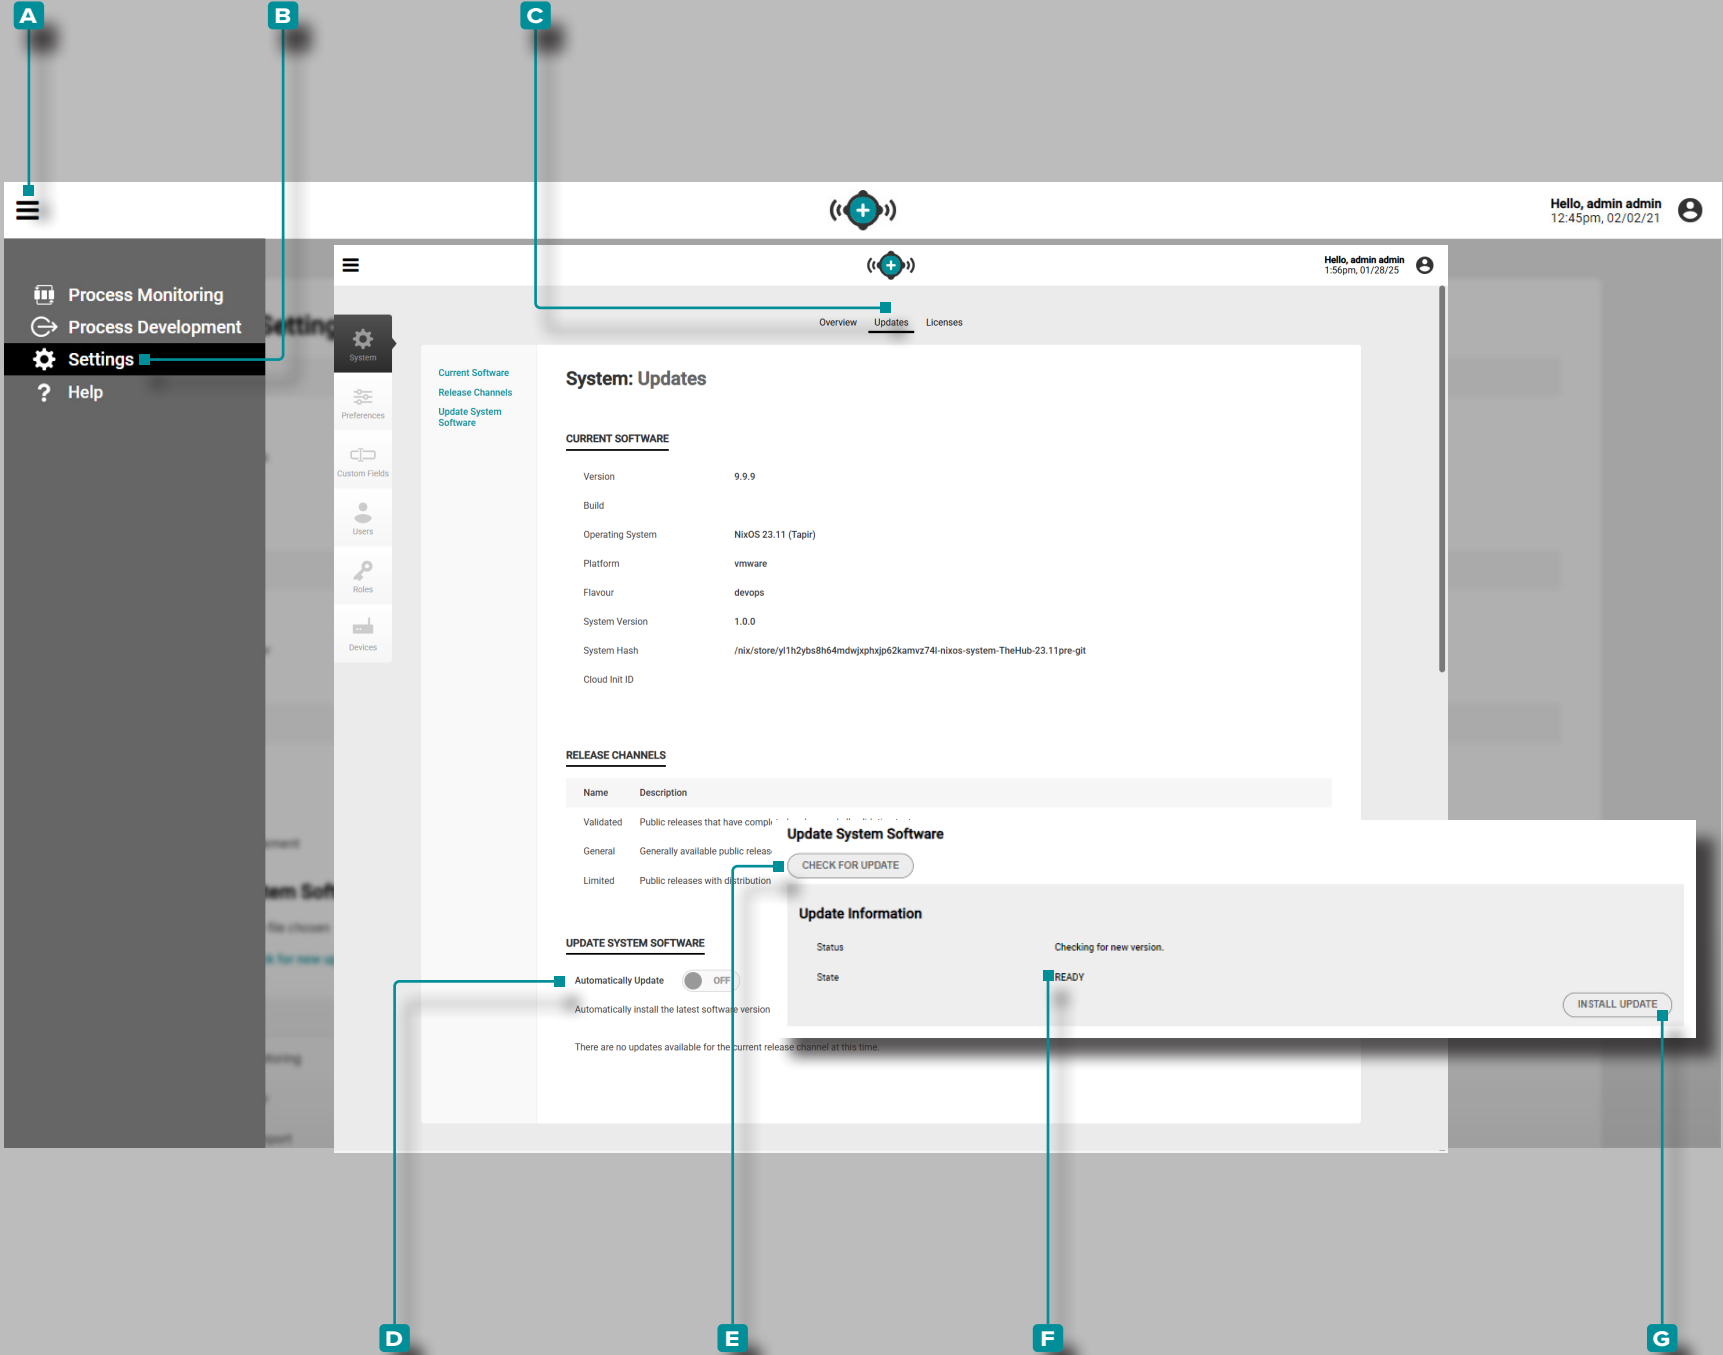 A
B
C
Hello, admin admin
12:45pm, 02/02/21
Process Monitoring
Process Development
Settings
Help
Hello, admin admin
1:56pm, 01/28/25
Overview
Updates
Licenses
System
Preferences
Custom Fields
Users
Roles
Devices
Current Software
Release Channels
Update System
Software
System: Updates
CURRENT SOFTWARE
Version 9.9.9
Build
Operating System NixOS 23.11 (Tapir)
Platform vmware
Flavour devops
System Version 1.0.0
System Hash /nix/store/yl1h2ybs8h64mdwjxphxjp62kamvz74l-nixos-system-TheHub-23.11pre-git
Cloud Init ID
RELEASE CHANNELS
Name Description
Validated Public releases that have
General Generally available public
Limited Public releases with distribution
UPDATE SYSTEM SOFTWARE
Automatically Update OFF
Automatically install the latest software version
There are no updates available for the current release channel at this time.
Update System Software
CHECK FOR UPDATE
Update Information
Status Checking for new version.
State READY
INSTALL UPDATE
D
E
F
G